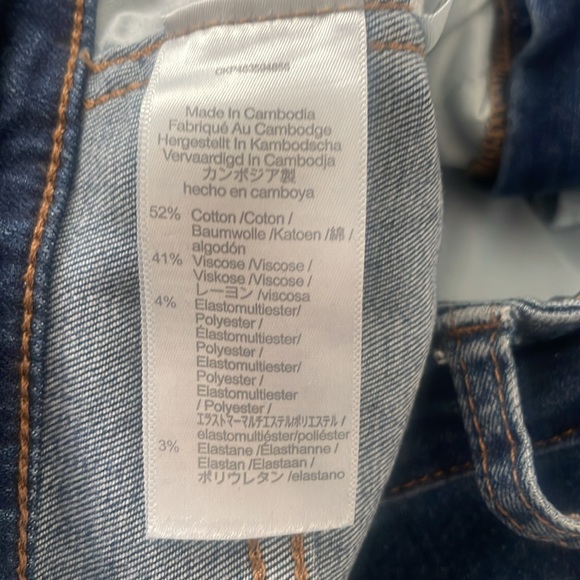 Made In Cambodia
Fabriqué Au Cambodge
Hergestellt In Kambodscha
Vervaardigd In Cambodja
カンボジア製
hecho en camboya
52% Cotton /Coton /
Baumwolle /Katoen /綿 /
algodón
41% Viscose /Viscose /
Viskose /Viscose /
レーヨン /viscosa
4% Elastomultiester/
Polyester /
Élastomultiester/
Polyester /
Elastomultiester/
Polyester /
Elastomultiester
/ Polyester /
エラストマーマルチエステル/ポリエステル /
elastomultiéster/poliéster
3% Elastane /Élasthanne /
Elastan /Elastaan /
ポリウレタン /elastano